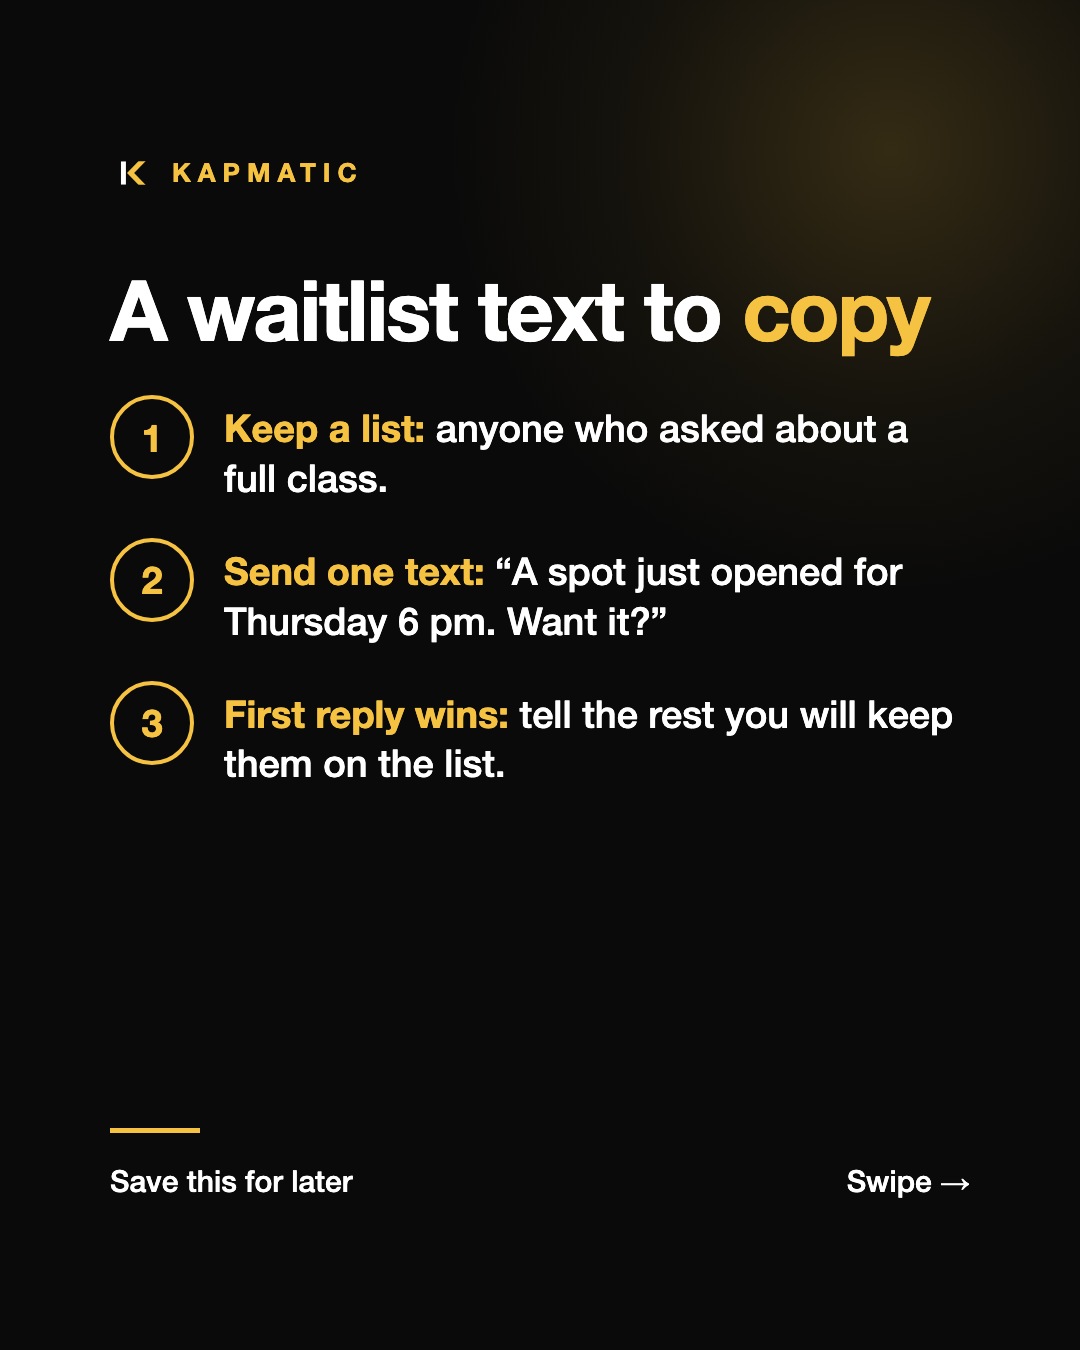 KAPMATIC
A waitlist text to copy
1
Keep a list: anyone who asked about a
full class.
2
Send one text: “A spot just opened for
Thursday 6 pm. Want it?”
3
First reply wins: tell the rest you will keep
them on the list.
Save this for later
Swipe →